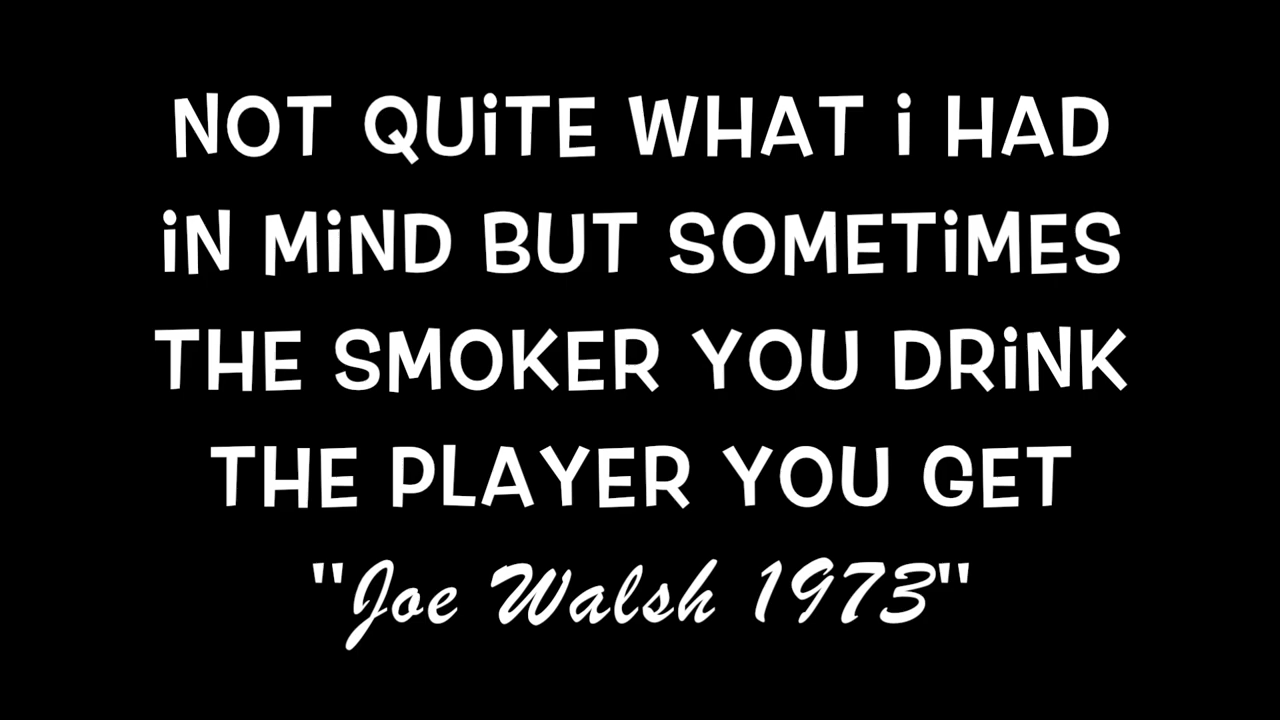 NOT QUiTE WHAT i HAD
iN MiND BUT SOMETiMES
THE SMOKER YOU DRiNK
THE PLAYER YOU GET
"Joe Walsh 1973"